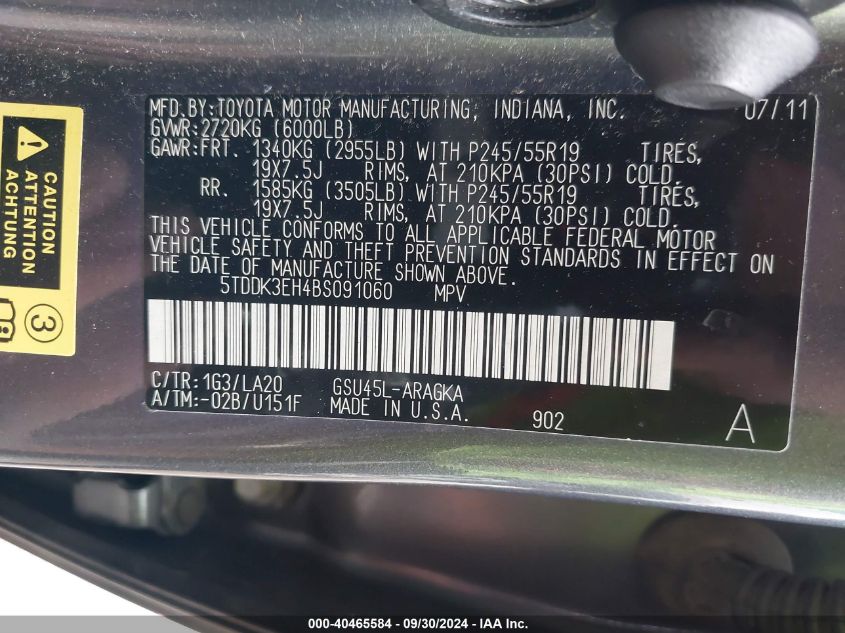 MFD.BY:TOYOTA MOTOR MANUFACTURING, INDIANA, INC. 07/11
GVWR:2720KG (6000LB)
GAWR:FRT. 1340KG (2955LB) WITH P245/55R19 TIRES,
19X7.5J RIMS, AT 210KPA (30PSI) COLD.
RR. 1585KG (3505LB) WITH P245/55R19 TIRES,
19X7.5J RIMS, AT 210KPA (30PSI) COLD.
THIS VEHICLE CONFORMS TO ALL APPLICABLE FEDERAL MOTOR
VEHICLE SAFETY AND THEFT PREVENTION STANDARDS IN EFFECT ON
THE DATE OF MANUFACTURE SHOWN ABOVE.
5TDDK3EH4BS091060 MPV
C/TR:1G3/LA20 GSU45L-ARAGKA
A/TM:-02B/U151F MADE IN U.S.A. 902 A
CAUTION
ATTENTION
ACHTUNG
3
000-40465584 / 09/30/2024 - IAA Inc.